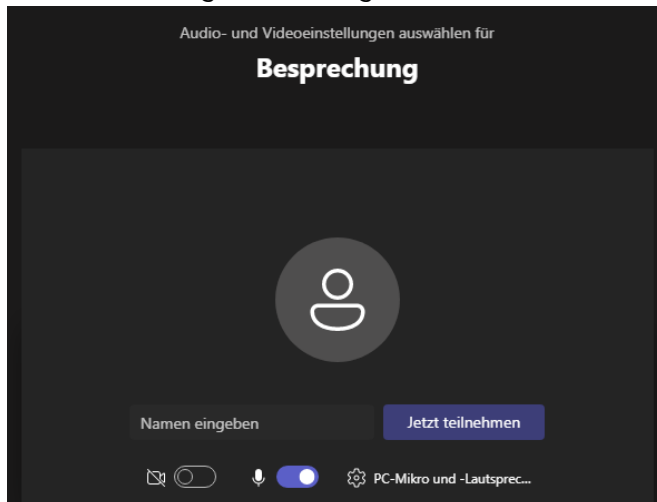 Audio- und Videoeinstellungen auswählen für
Besprechung
Namen eingeben
Jetzt teilnehmen
PC-Mikro und -Lautsprec...